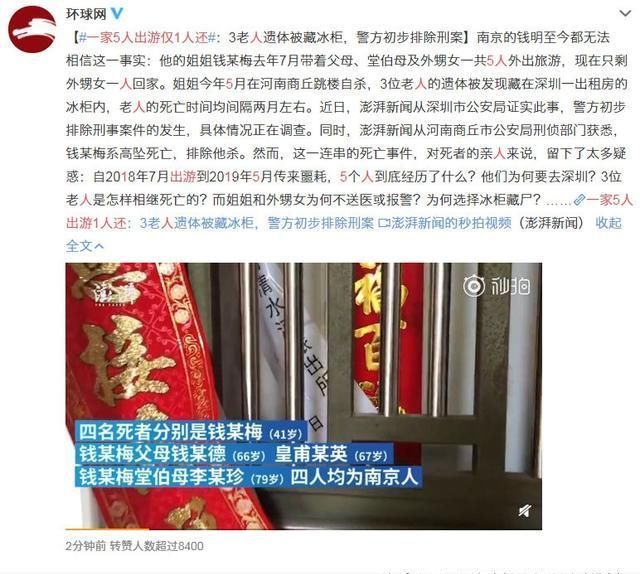 环球网
【#一家5人出游仅1人还#：3老人遗体被藏冰柜，警方初步排除刑案】南京的钱明至今都无法
相信这一事实：他的姐姐钱某梅去年7月带着父母、堂伯母及外甥女一共5人外出旅游，现在只剩
外甥女一人回家。姐姐今年5月在河南商丘跳楼自杀，3位老人的遗体被发现藏在深圳一出租房的
冰柜内，老人的死亡时间均间隔两月左右。近日，澎湃新闻从深圳市公安局证实此事，警方初步
排除刑事案件的发生，具体情况正在调查。同时，澎湃新闻从河南商丘市公安局刑侦部门获悉，
钱某梅系高坠死亡，排除他杀。然而，这一连串的死亡事件，对死者的亲人来说，留下了太多疑
惑：自2018年7月出游到2019年5月传来噩耗，5个人到底经历了什么？他们为何要去深圳？3位
老人是怎样相继死亡的？而姐姐和外甥女为何不送医或报警？为何选择冰柜藏尸？……一家5人
出游1人还：3老人遗体被藏冰柜，警方初步排除刑案 澎湃新闻的秒拍视频（澎湃新闻） 收起
全文
澎湃
秒拍
接
福百
清水河
派出所
日
四名死者分别是钱某梅（41岁）
钱某梅父母钱某德（66岁）皇甫某英（67岁）
钱某梅堂伯母李某珍（79岁）四人均为南京人
2分钟前 转赞人数超过8400